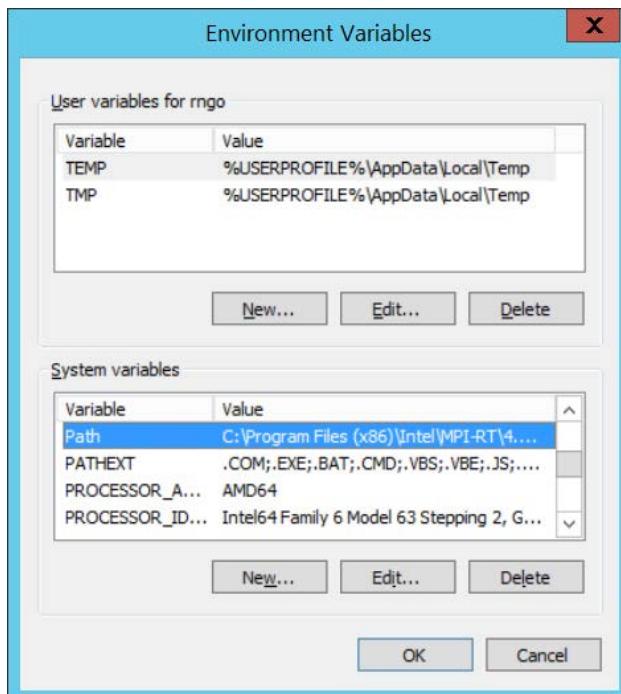 Environment Variables
X
User variables for rngo
Variable Value
TEMP %USERPROFILE%\AppData\Local\Temp
TMP %USERPROFILE%\AppData\Local\Temp
New... Edit... Delete
System variables
Variable Value
Path C:\Program Files (x86)\Intel\MPI-RT\4....
PATHEXT .COM;.EXE;.BAT;.CMD;.VBS;.VBE;.JS;....
PROCESSOR_A... AMD64
PROCESSOR_ID... Intel64 Family 6 Model 63 Stepping 2, G...
New... Edit... Delete
OK Cancel